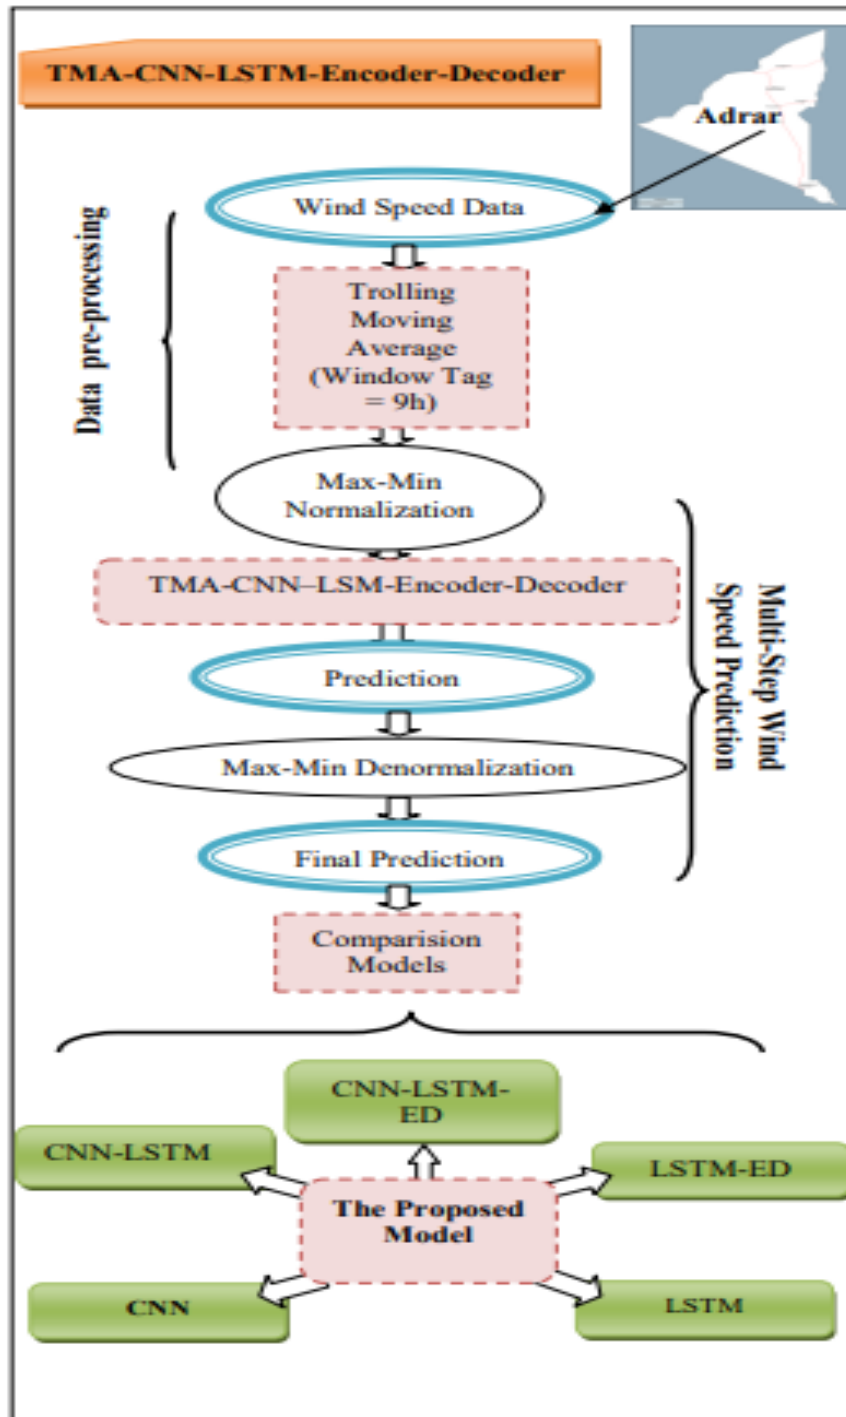 TMA-CNN-LSTM-Encoder-Decoder
Adrar
Wind Speed Data
Data pre-processing
Trolling
Moving
Average
(Window Tag
= 9h)
Max-Min
Normalization
TMA-CNN–LSM-Encoder-Decoder
Multi-Step Wind
Speed Prediction
Prediction
Max-Min Denormalization
Final Prediction
Comparision
Models
CNN-LSTM-
ED
CNN-LSTM
LSTM-ED
The Proposed
Model
CNN
LSTM